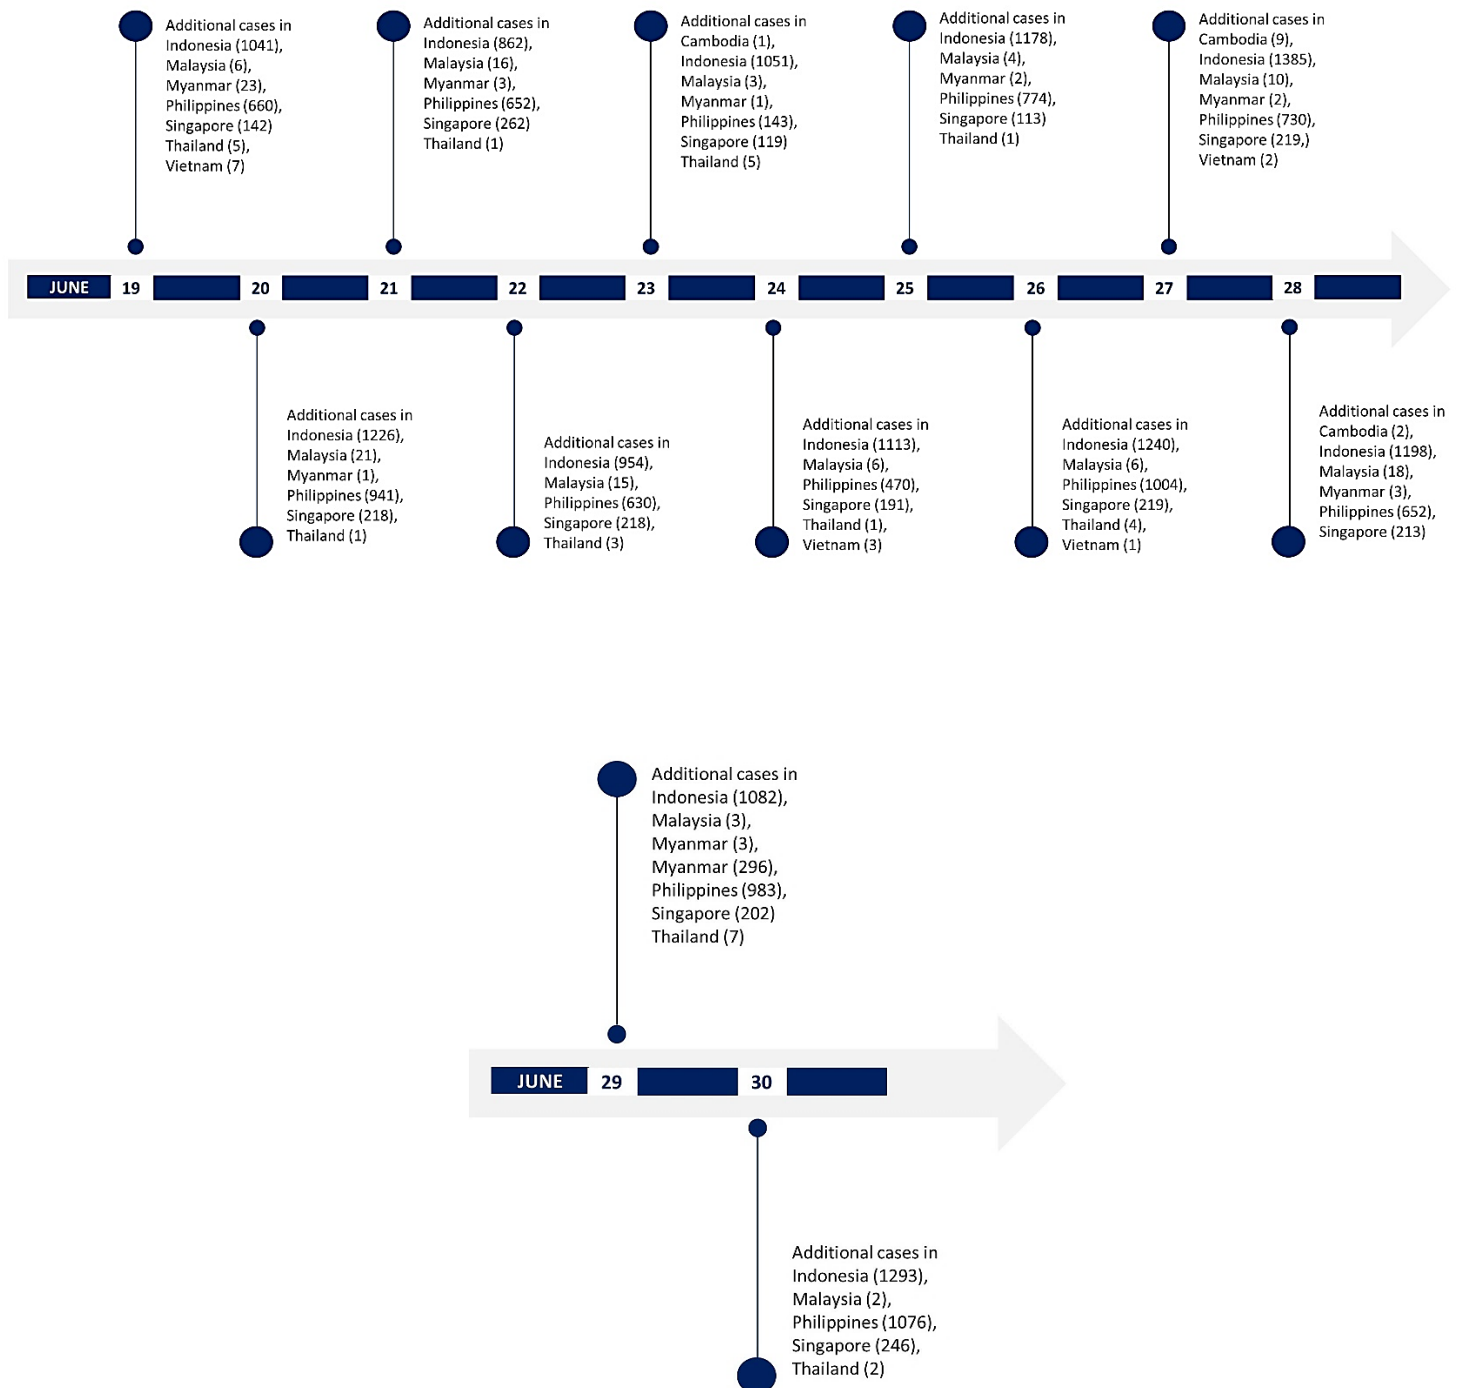 Additional cases in
Indonesia (1041),
Malaysia (6),
Myanmar (23),
Philippines (660),
Singapore (142)
Thailand (5),
Vietnam (7)
Additional cases in
Indonesia (862),
Malaysia (16),
Myanmar (3),
Philippines (652),
Singapore (262)
Thailand (1)
Additional cases in
Cambodia (1),
Indonesia (1051),
Malaysia (3),
Myanmar (1),
Philippines (143),
Singapore (119)
Thailand (5)
Additional cases in
Indonesia (1178),
Malaysia (4),
Myanmar (2),
Philippines (774),
Singapore (113)
Thailand (1)
Additional cases in
Cambodia (9),
Indonesia (1385),
Malaysia (10),
Myanmar (2),
Philippines (730),
Singapore (219,)
Vietnam (2)
JUNE 19 20 21 22 23 24 25 26 27 28
Additional cases in
Indonesia (1226),
Malaysia (21),
Myanmar (1),
Philippines (941),
Singapore (218),
Thailand (1)
Additional cases in
Indonesia (954),
Malaysia (15),
Philippines (630),
Singapore (218),
Thailand (3)
Additional cases in
Indonesia (1113),
Malaysia (6),
Philippines (470),
Singapore (191),
Thailand (1),
Vietnam (3)
Additional cases in
Indonesia (1240),
Malaysia (6),
Philippines (1004),
Singapore (219),
Thailand (4),
Vietnam (1)
Additional cases in
Cambodia (2),
Indonesia (1198),
Malaysia (18),
Myanmar (3),
Philippines (652),
Singapore (213)
Additional cases in
Indonesia (1082),
Malaysia (3),
Myanmar (3),
Myanmar (296),
Philippines (983),
Singapore (202)
Thailand (7)
JUNE 29 30
Additional cases in
Indonesia (1293),
Malaysia (2),
Philippines (1076),
Singapore (246),
Thailand (2)